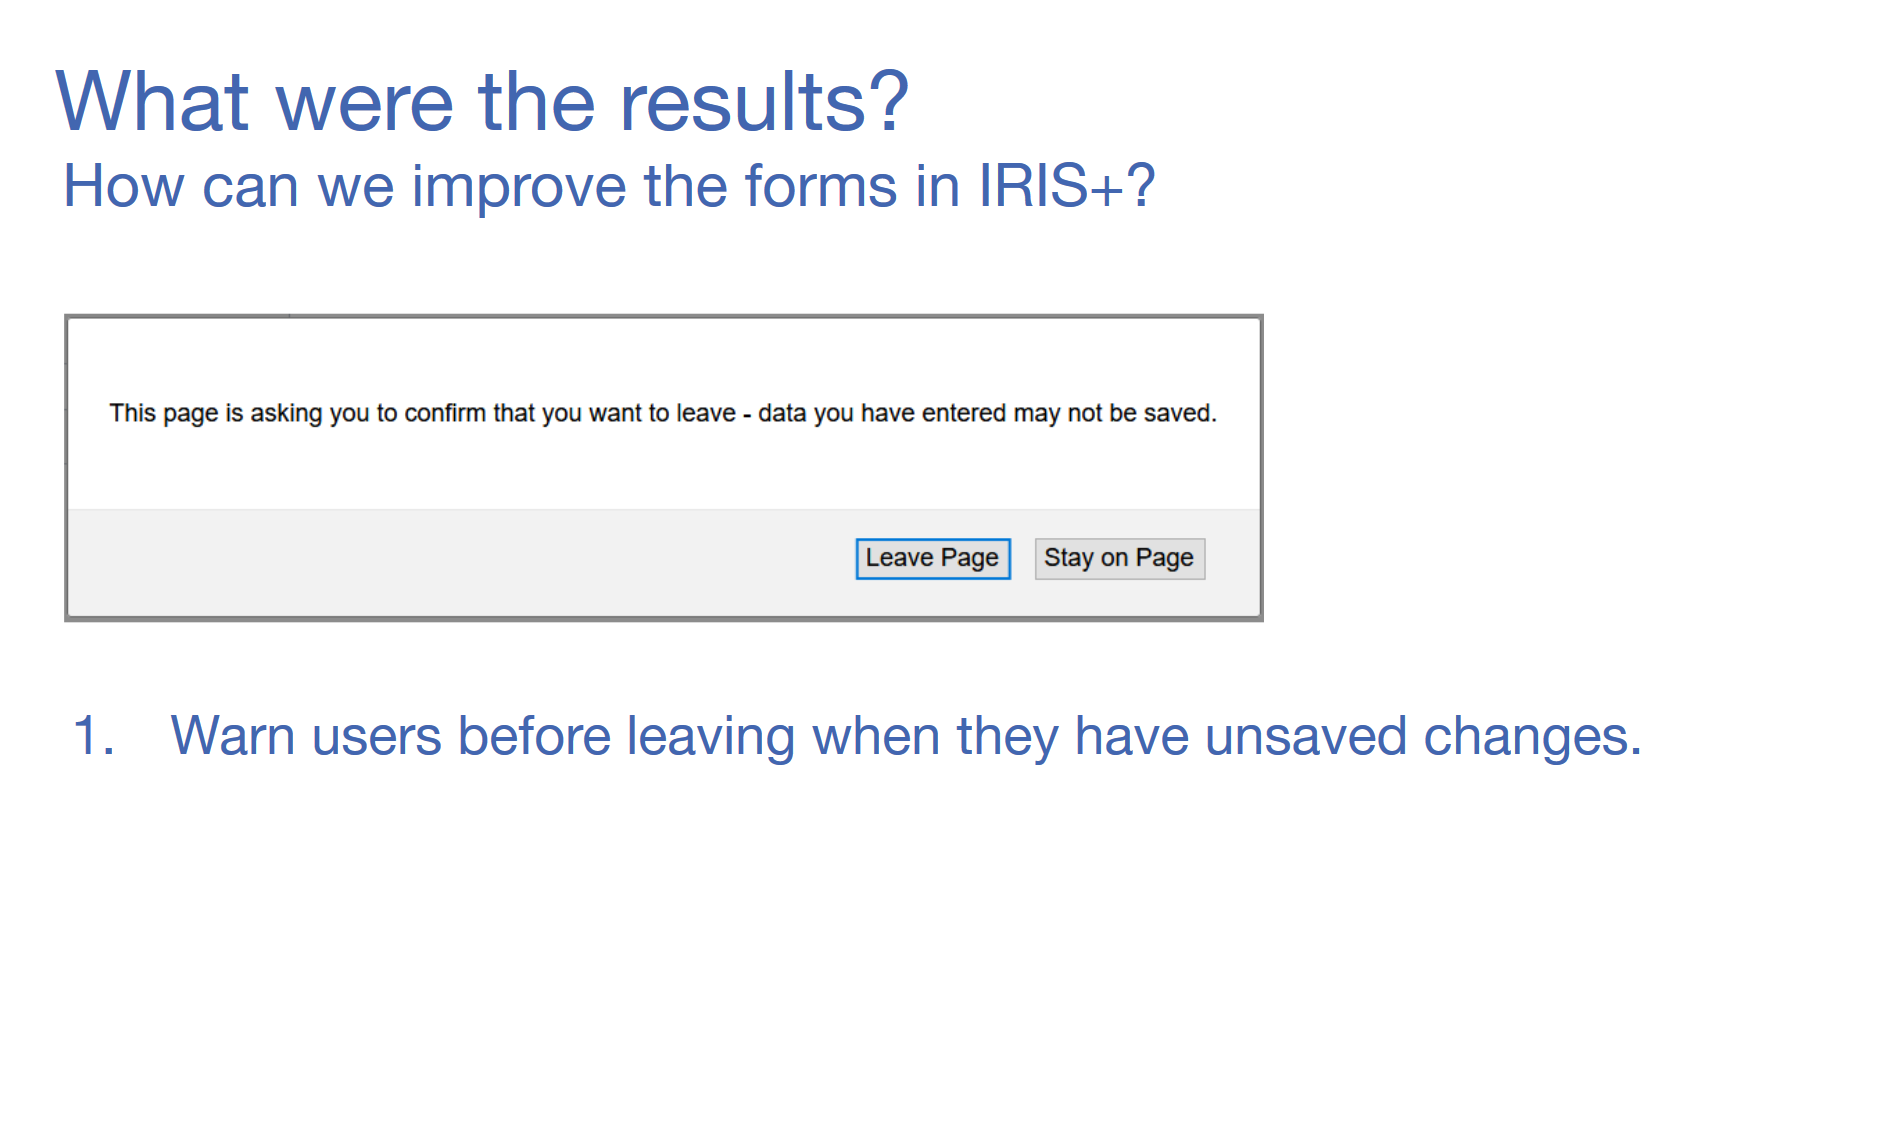 What were the results?
How can we improve the forms in IRIS+?
This page is asking you to confirm that you want to leave - data you have entered may not be saved.
Leave Page Stay on Page
1. Warn users before leaving when they have unsaved changes.